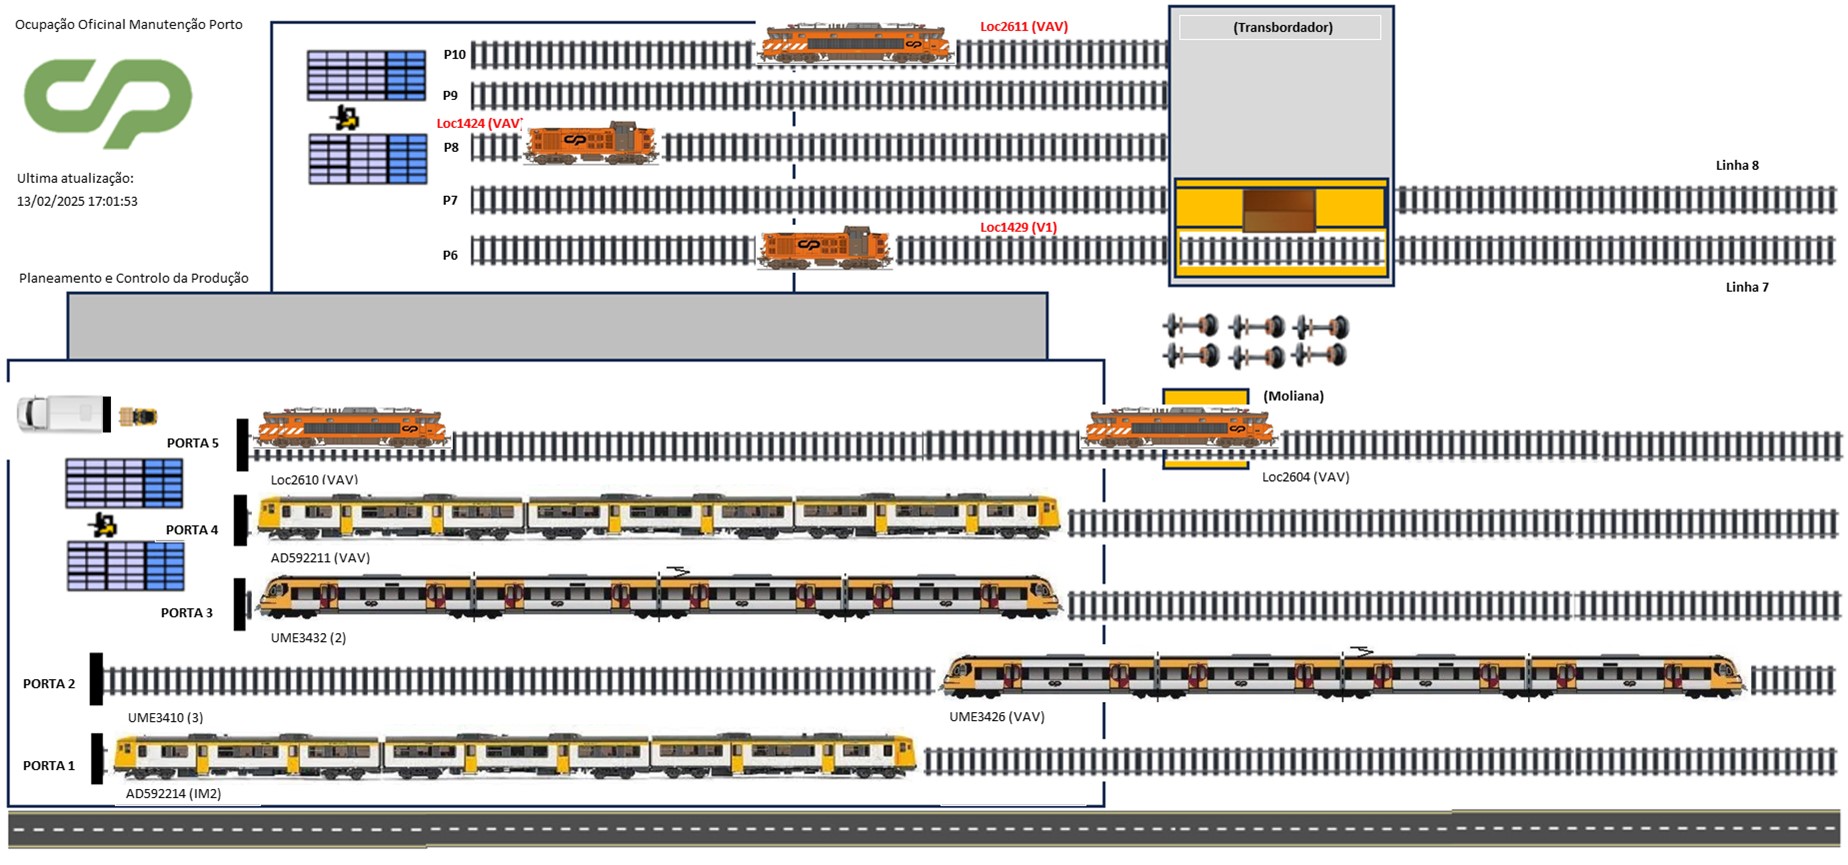 Ocupação Oficinal Manutenção Porto
Loc2611 (VAV)
(Transbordador)
P10
P9
Loc1424 (VAV)
P8
Ultima atualização:
13/02/2025 17:01:53
Linha 8
P7
Loc1429 (V1)
P6
Planeamento e Controlo da Produção
Linha 7
(Moliana)
PORTA 5
Loc2610 (VAV)
Loc2604 (VAV)
PORTA 4
AD592211 (VAV)
PORTA 3
UME3432 (2)
PORTA 2
UME3410 (3)
UME3426 (VAV)
PORTA 1
AD592214 (IM2)